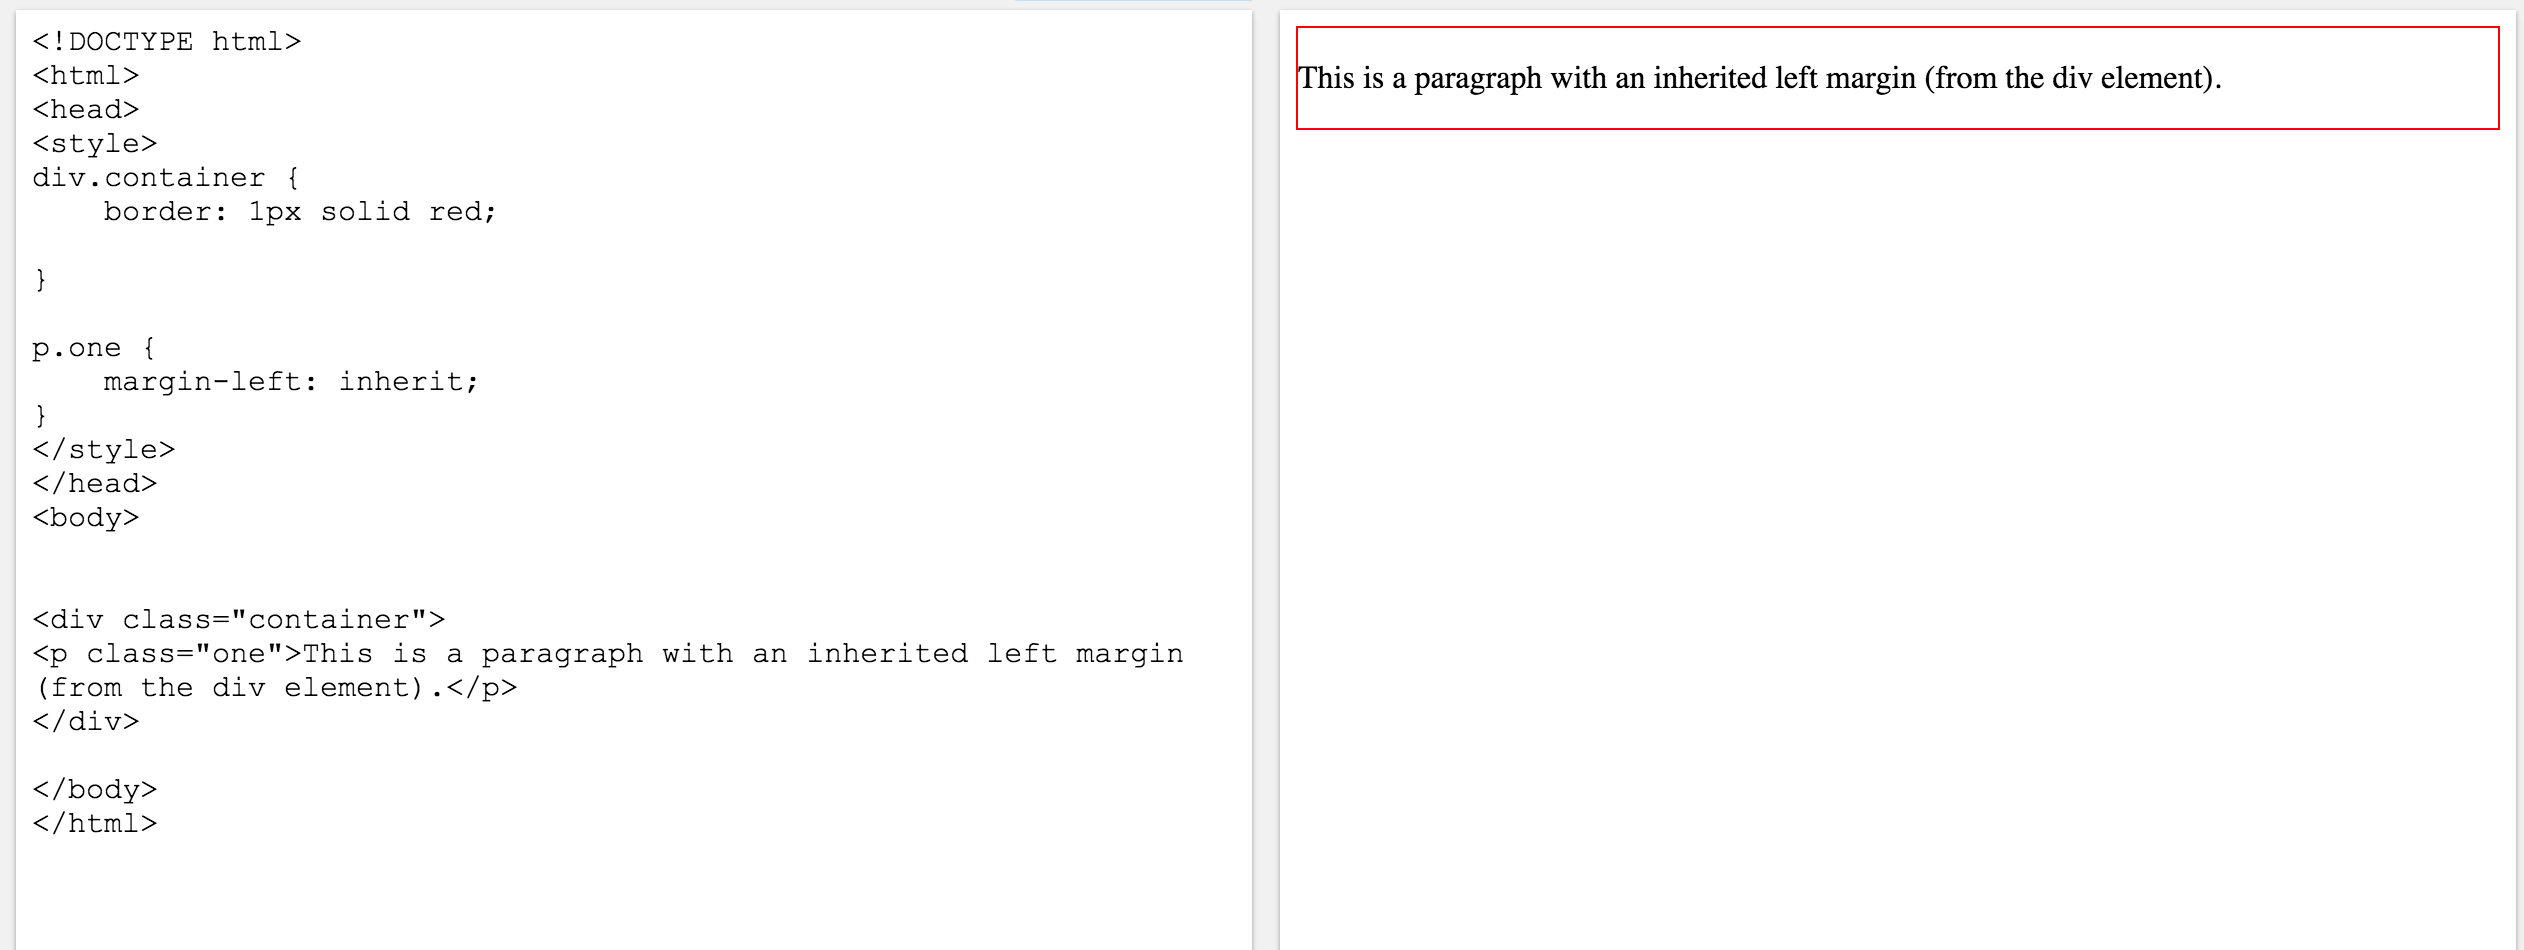 <!DOCTYPE html>
<html>
<head>
<style>
div.container {
    border: 1px solid red;

}

p.one {
    margin-left: inherit;
}
</style>
</head>
<body>


<div class="container">
<p class="one">This is a paragraph with an inherited left margin
(from the div element).</p>
</div>

</body>
</html>
This is a paragraph with an inherited left margin (from the div element).